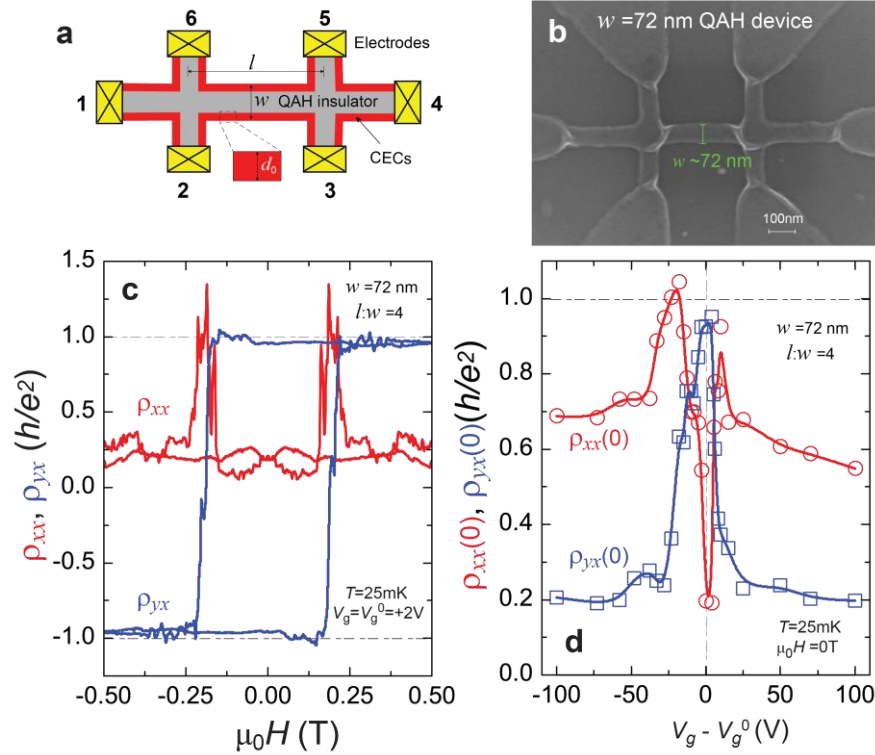 a
6
5
Electrodes
l
1
w
QAH insulator
4
d₀
CECs
2
3
b
w =72 nm QAH device
w ~72 nm
100nm
c
w =72 nm
l:w =4
ρxx
ρyx
T=25mK
Vg=Vg⁰=+2V
ρxx, ρyx (h/e²)
1.5
1.0
0.5
0.0
-0.5
-1.0
-0.50
-0.25
0.00
0.25
0.50
μ₀H (T)
w =72 nm
l:w =4
ρxx(0)
ρyx(0)
d
T=25mK
μ₀H =0T
ρxx(0), ρyx(0)(h/e²)
1.0
0.8
0.6
0.4
0.2
0.0
-100
-50
0
50
100
Vg - Vg⁰ (V)